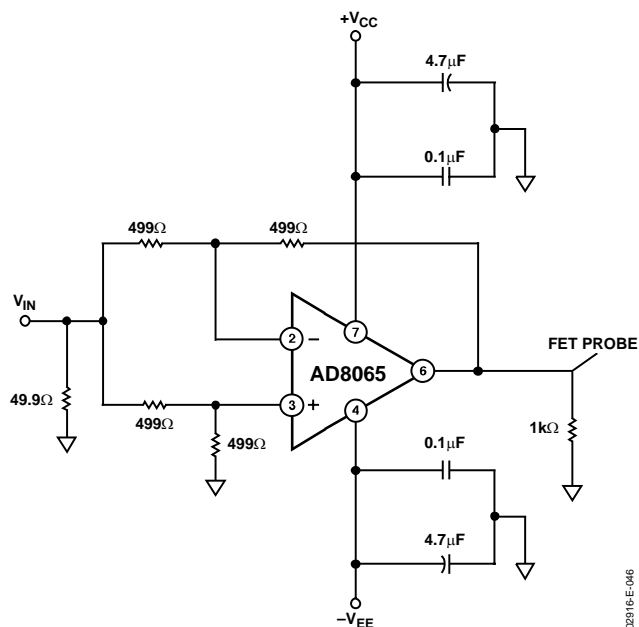 +VCC
4.7μF
0.1μF
499Ω 499Ω
VIN
2 − 7
FET PROBE
AD8065 6
49.9Ω
3 + 4
499Ω
499Ω
1kΩ
0.1μF
4.7μF
−VEE
02916-E-046